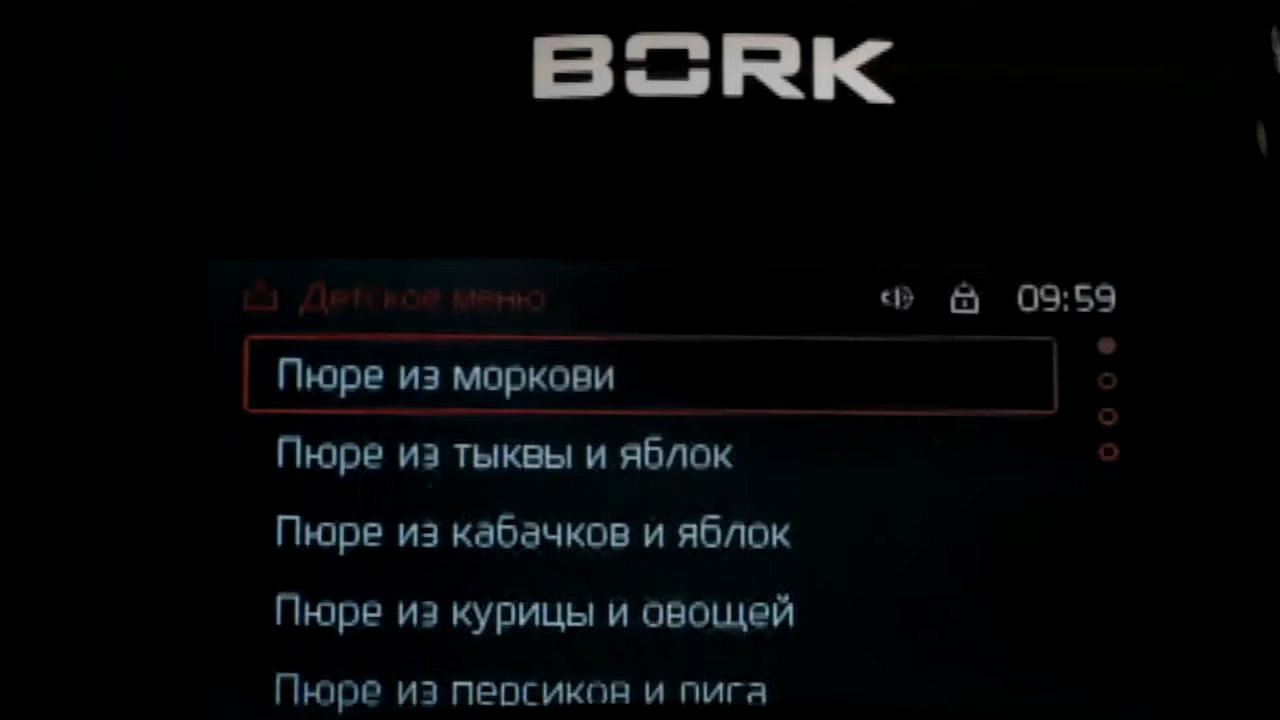 BORK
Детское меню 09:59
Пюре из моркови
Пюре из тыквы и яблок
Пюре из кабачков и яблок
Пюре из курицы и овощей
Пюре из персиков и